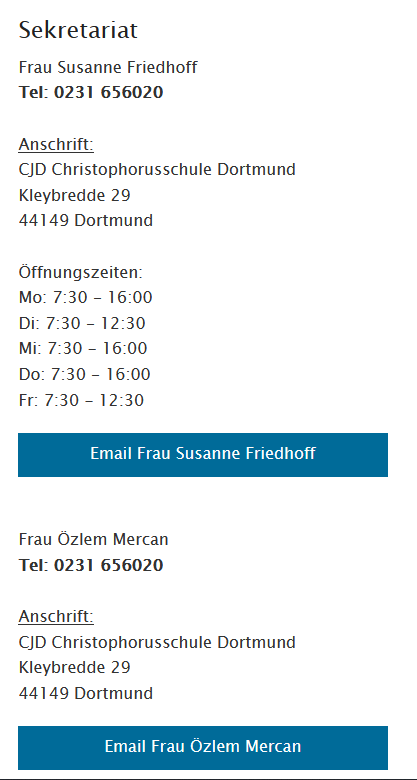 Sekretariat
Frau Susanne Friedhoff
Tel: 0231 656020
Anschrift:
CJD Christophorusschule Dortmund
Kleybredde 29
44149 Dortmund
Öffnungszeiten:
Mo: 7:30 – 16:00
Di: 7:30 – 12:30
Mi: 7:30 – 16:00
Do: 7:30 – 16:00
Fr: 7:30 – 12:30
Email Frau Susanne Friedhoff
Frau Özlem Mercan
Tel: 0231 656020
Anschrift:
CJD Christophorusschule Dortmund
Kleybredde 29
44149 Dortmund
Email Frau Özlem Mercan